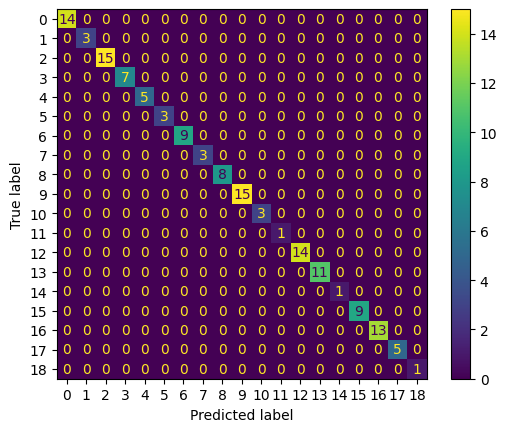 0 14 0 0 0 0 0 0 0 0 0 0 0 0 0 0 0 0 0 0
1 0 3 0 0 0 0 0 0 0 0 0 0 0 0 0 0 0 0 0
2 0 0 15 0 0 0 0 0 0 0 0 0 0 0 0 0 0 0 0
3 0 0 0 7 0 0 0 0 0 0 0 0 0 0 0 0 0 0 0
4 0 0 0 0 5 0 0 0 0 0 0 0 0 0 0 0 0 0 0
5 0 0 0 0 0 3 0 0 0 0 0 0 0 0 0 0 0 0 0
6 0 0 0 0 0 0 9 0 0 0 0 0 0 0 0 0 0 0 0
7 0 0 0 0 0 0 0 3 0 0 0 0 0 0 0 0 0 0 0
8 0 0 0 0 0 0 0 0 8 0 0 0 0 0 0 0 0 0 0
9 0 0 0 0 0 0 0 0 0 15 0 0 0 0 0 0 0 0 0
10 0 0 0 0 0 0 0 0 0 0 3 0 0 0 0 0 0 0 0
11 0 0 0 0 0 0 0 0 0 0 0 1 0 0 0 0 0 0 0
12 0 0 0 0 0 0 0 0 0 0 0 0 14 0 0 0 0 0 0
13 0 0 0 0 0 0 0 0 0 0 0 0 0 11 0 0 0 0 0
14 0 0 0 0 0 0 0 0 0 0 0 0 0 0 1 0 0 0 0
15 0 0 0 0 0 0 0 0 0 0 0 0 0 0 0 9 0 0 0
16 0 0 0 0 0 0 0 0 0 0 0 0 0 0 0 0 13 0 0
17 0 0 0 0 0 0 0 0 0 0 0 0 0 0 0 0 0 5 0
18 0 0 0 0 0 0 0 0 0 0 0 0 0 0 0 0 0 0 1
0 1 2 3 4 5 6 7 8 9 10 11 12 13 14 15 16 17 18
Predicted label
True label
14
12
10
8
6
4
2
0